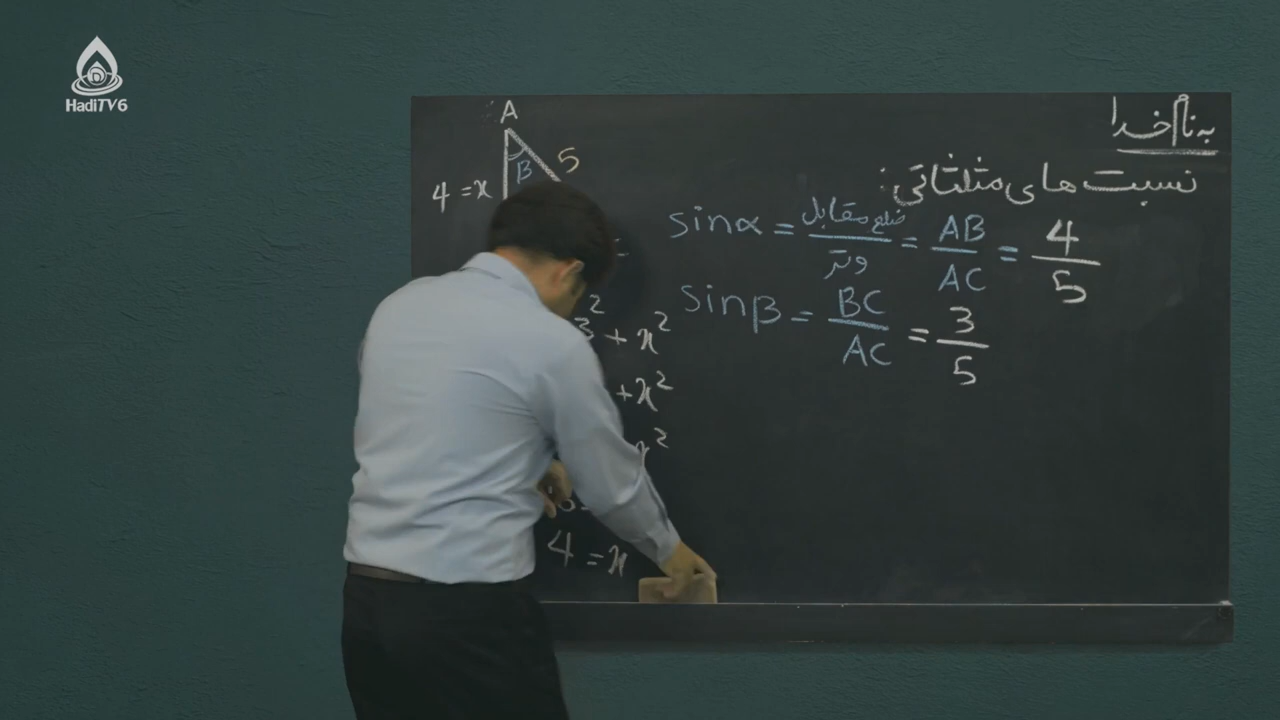 HadiTV6
به نام خدا
نسبت های مثلثاتی:
A
B 5
4 = x
sinα = ضلع مقابل / وتر = AB / AC = 4 / 5
sinβ = BC / AC = 3 / 5
3² + x²
+ x²
4 = x